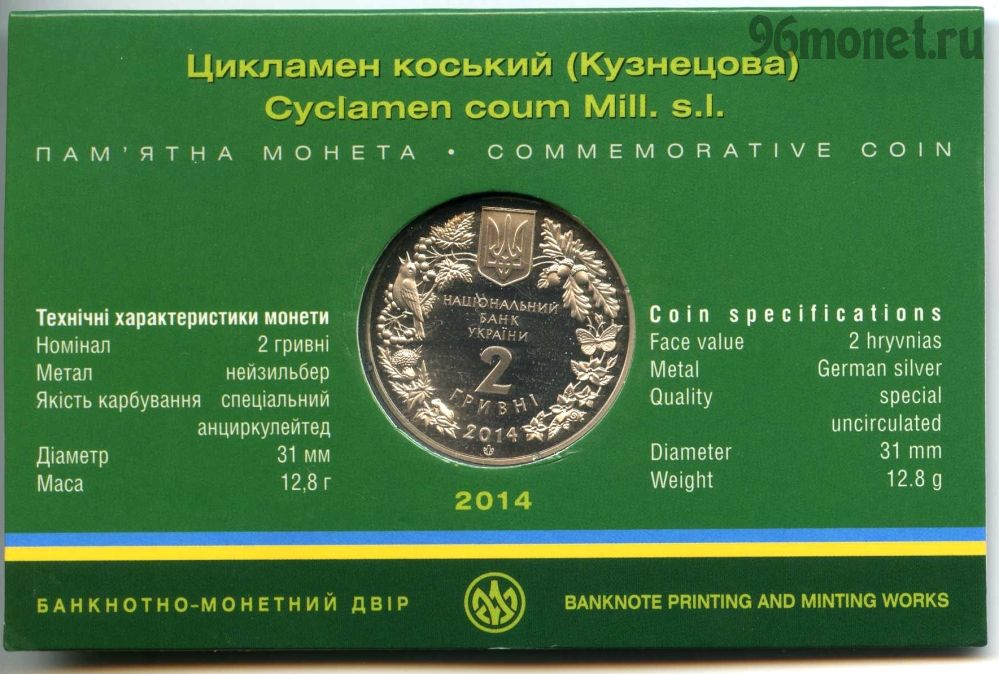 96monet.ru
Цикламен коський (Кузнецова)
Cyclamen coum Mill. s.l.
ПАМ'ЯТНА МОНЕТА • COMMEMORATIVE COIN
Технічні характеристики монети
Номінал 2 гривні
Метал нейзильбер
Якість карбування спеціальний
анциркулейтед
Діаметр 31 мм
Маса 12,8 г
НАЦІОНАЛЬНИЙ
БАНК
УКРАЇНИ
2
ГРИВНІ
2014
2014
Coin specifications
Face value 2 hryvnias
Metal German silver
Quality special
uncirculated
Diameter 31 mm
Weight 12.8 g
БАНКНОТНО-МОНЕТНИЙ ДВІР
BANKNOTE PRINTING AND MINTING WORKS